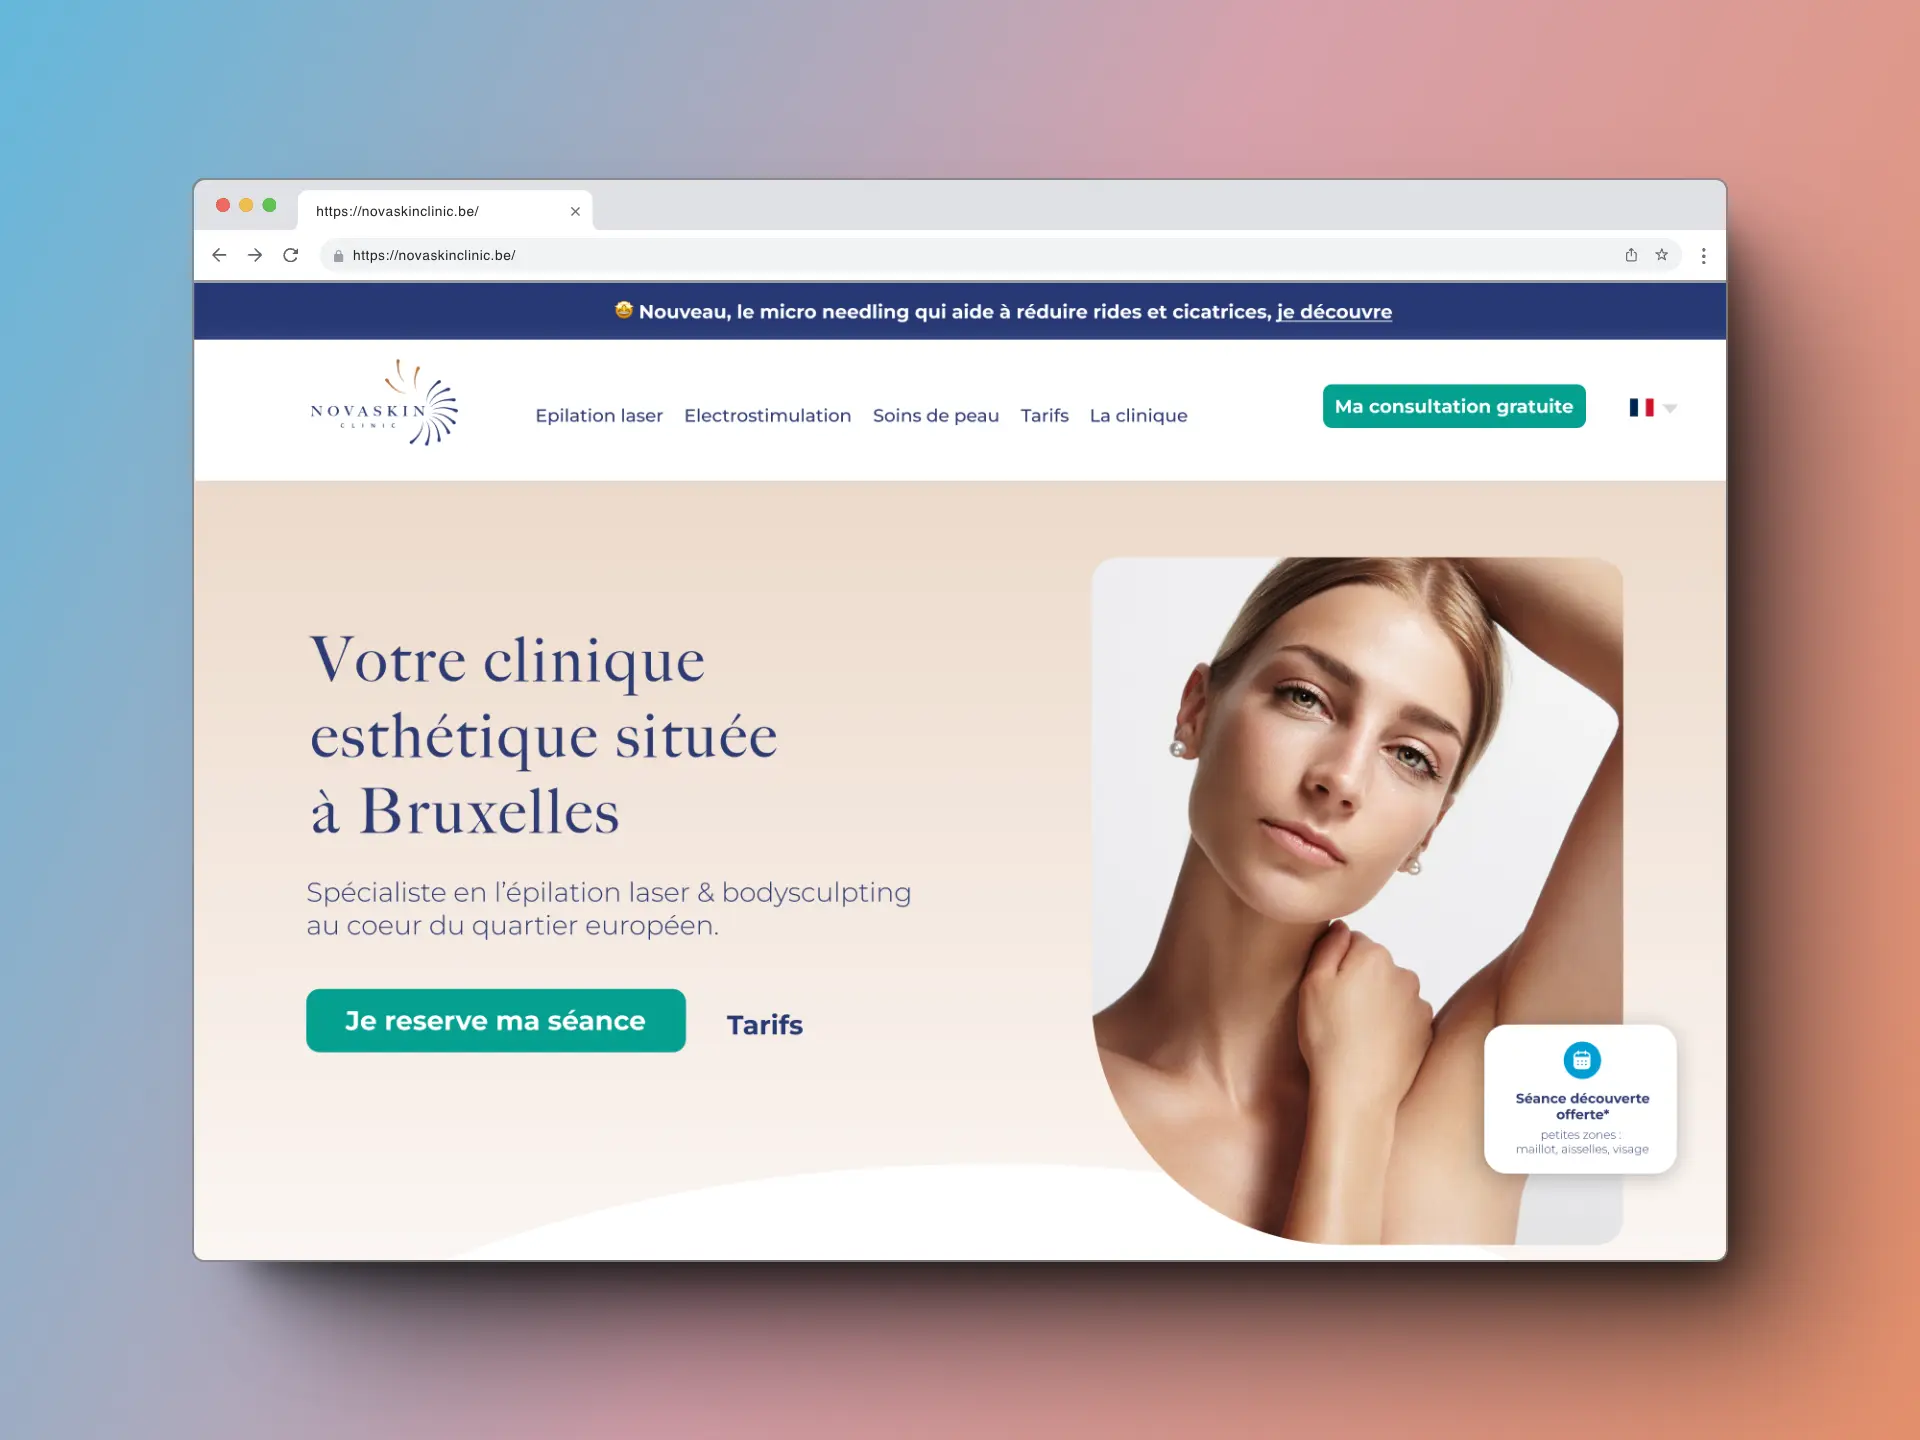 https://novaskinclinic.be/
https://novaskinclinic.be/
🤩 Nouveau, le micro needling qui aide à réduire rides et cicatrices, je découvre
NOVASKIN
CLINIC
Epilation laser Electrostimulation Soins de peau Tarifs La clinique
Ma consultation gratuite
Votre clinique
esthétique située
à Bruxelles
Spécialiste en l’épilation laser & bodysculpting
au coeur du quartier européen.
Je reserve ma séance
Tarifs
Séance découverte
offerte*
petites zones :
maillot, aisselles, visage